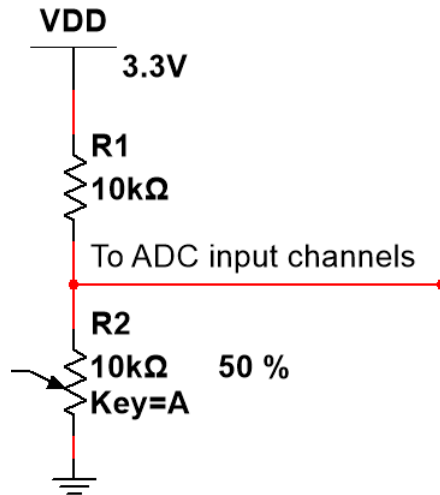 VDD
3.3V
R1
10kΩ
To ADC input channels
R2
10kΩ 50 %
Key=A